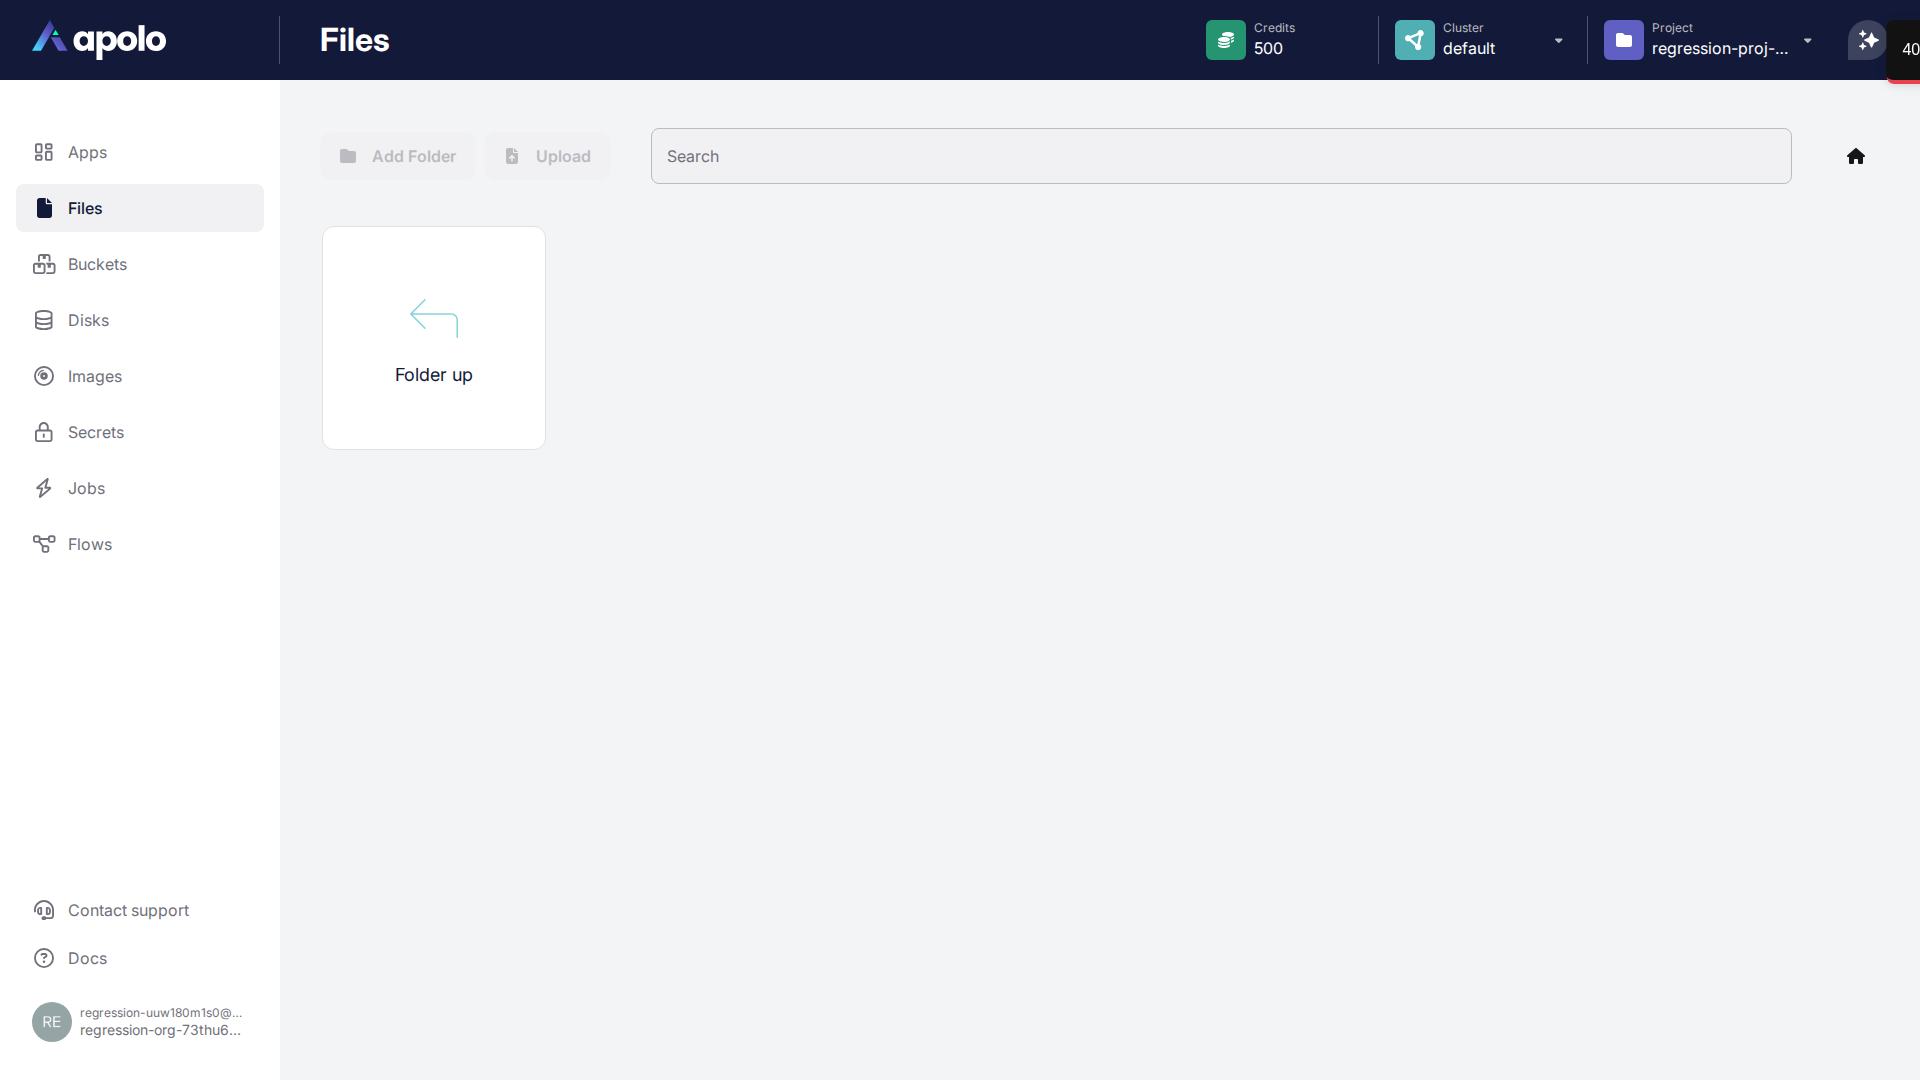 apolo
Files
Credits
500
Cluster
default
Project
regression-proj-...
40
Apps
Files
Buckets
Disks
Images
Secrets
Jobs
Flows
Add Folder
Upload
Search
Folder up
Contact support
Docs
RE
regression-uuw180m1s0@...
regression-org-73thu6...